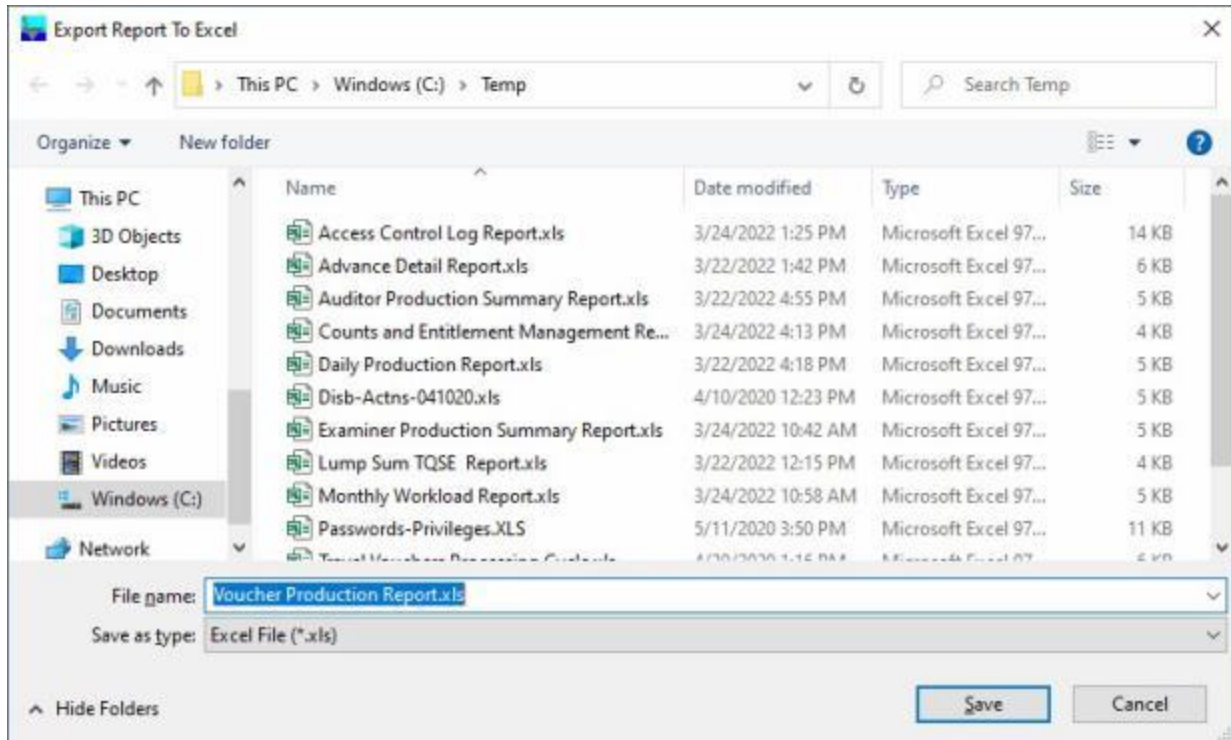 Export Report To Excel
This PC > Windows (C:) > Temp
Search Temp
Organize
New folder
Name Date modified Type Size
This PC
3D Objects
Desktop
Documents
Downloads
Music
Pictures
Videos
Windows (C:)
Network
Access Control Log Report.xls 3/24/2022 1:25 PM Microsoft Excel 97... 14 KB
Advance Detail Report.xls 3/22/2022 1:42 PM Microsoft Excel 97... 6 KB
Auditor Production Summary Report.xls 3/22/2022 4:55 PM Microsoft Excel 97... 5 KB
Counts and Entitlement Management Re... 3/24/2022 4:13 PM Microsoft Excel 97... 4 KB
Daily Production Report.xls 3/22/2022 4:18 PM Microsoft Excel 97... 5 KB
Disb-Actns-041020.xls 4/10/2020 12:23 PM Microsoft Excel 97... 5 KB
Examiner Production Summary Report.xls 3/24/2022 10:42 AM Microsoft Excel 97... 5 KB
Lump Sum TQSE Report.xls 3/22/2022 12:15 PM Microsoft Excel 97... 4 KB
Monthly Workload Report.xls 3/24/2022 10:58 AM Microsoft Excel 97... 5 KB
Passwords-Privileges.XLS 5/11/2020 3:50 PM Microsoft Excel 97... 11 KB
File name: Voucher Production Report.xls
Save as type: Excel File (*.xls)
Hide Folders
Save
Cancel